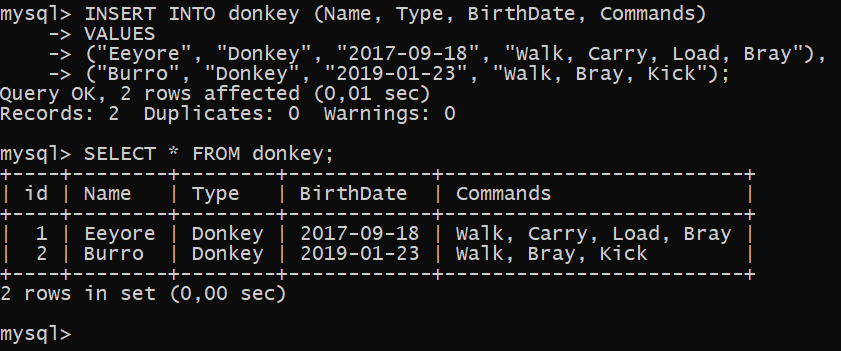 mysql> INSERT INTO donkey (Name, Type, BirthDate, Commands)
    -> VALUES
    -> ("Eeyore", "Donkey", "2017-09-18", "Walk, Carry, Load, Bray"),
    -> ("Burro", "Donkey", "2019-01-23", "Walk, Bray, Kick");
Query OK, 2 rows affected (0,01 sec)
Records: 2  Duplicates: 0  Warnings: 0

mysql> SELECT * FROM donkey;
+----+--------+--------+------------+-------------------------+
| id | Name   | Type   | BirthDate  | Commands                |
+----+--------+--------+------------+-------------------------+
|  1 | Eeyore | Donkey | 2017-09-18 | Walk, Carry, Load, Bray |
|  2 | Burro  | Donkey | 2019-01-23 | Walk, Bray, Kick        |
+----+--------+--------+------------+-------------------------+
2 rows in set (0,00 sec)

mysql>